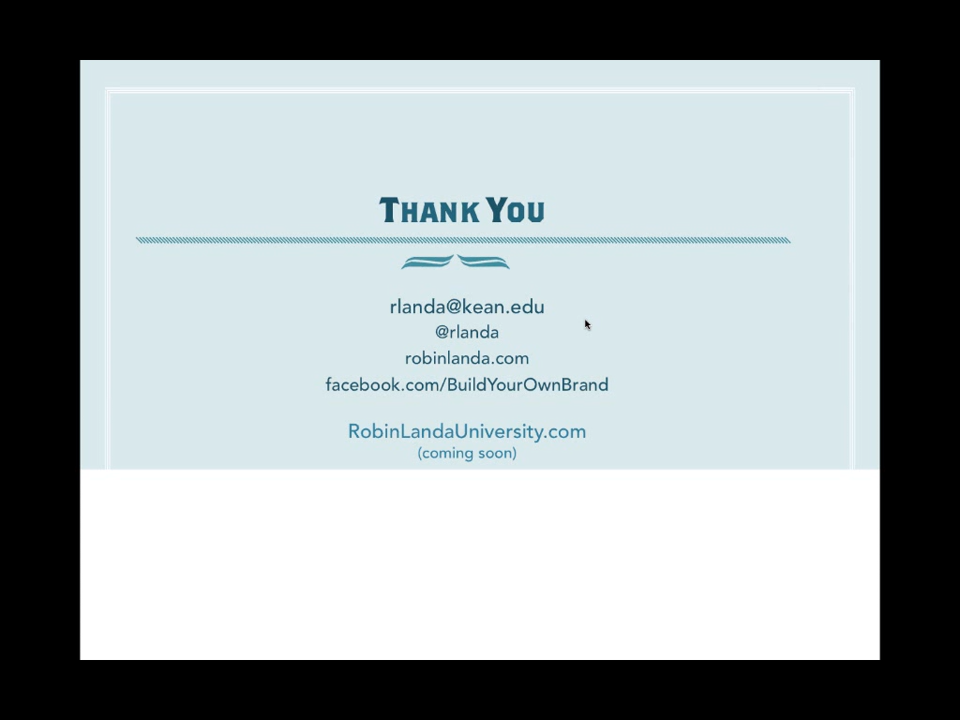 Thank You
rlanda@kean.edu
@rlanda
robinlanda.com
facebook.com/BuildYourOwnBrand
RobinLandaUniversity.com
(coming soon)